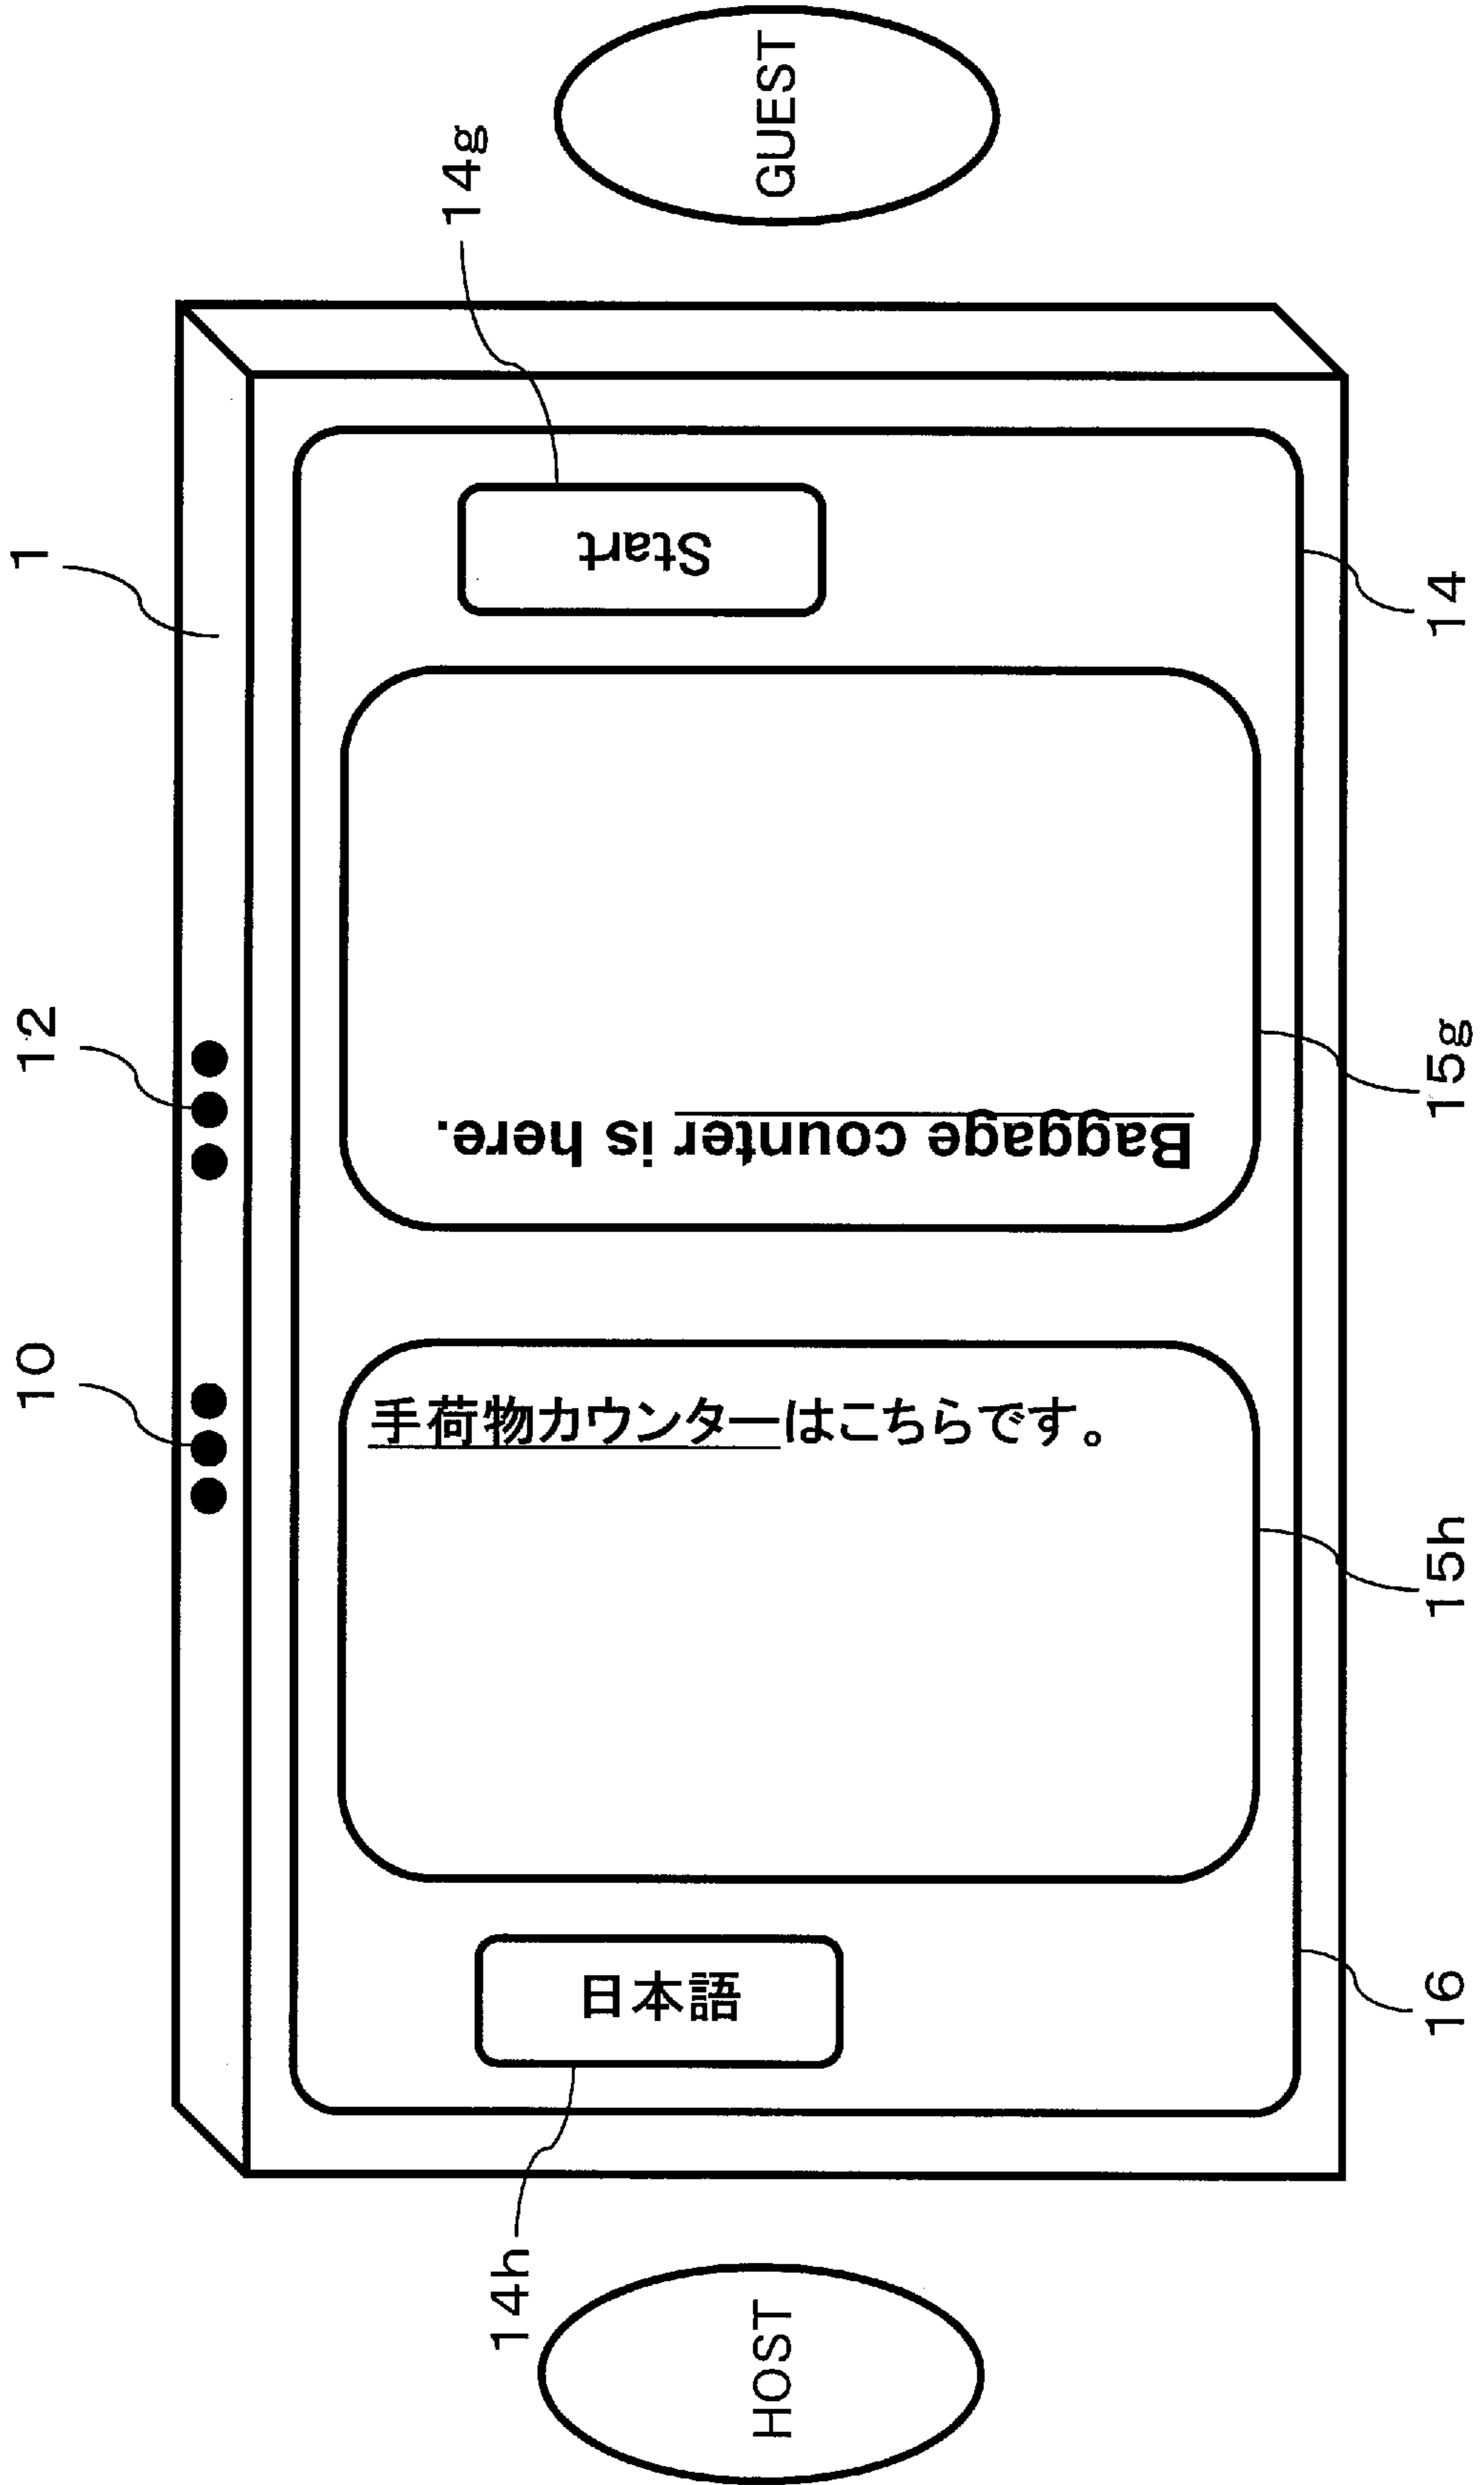 GUEST
14g
1
Start
14
12
15g
Baggage counter is here.
10
手荷物カウンターはこちらです。
15h
日本語
16
14h
HOST